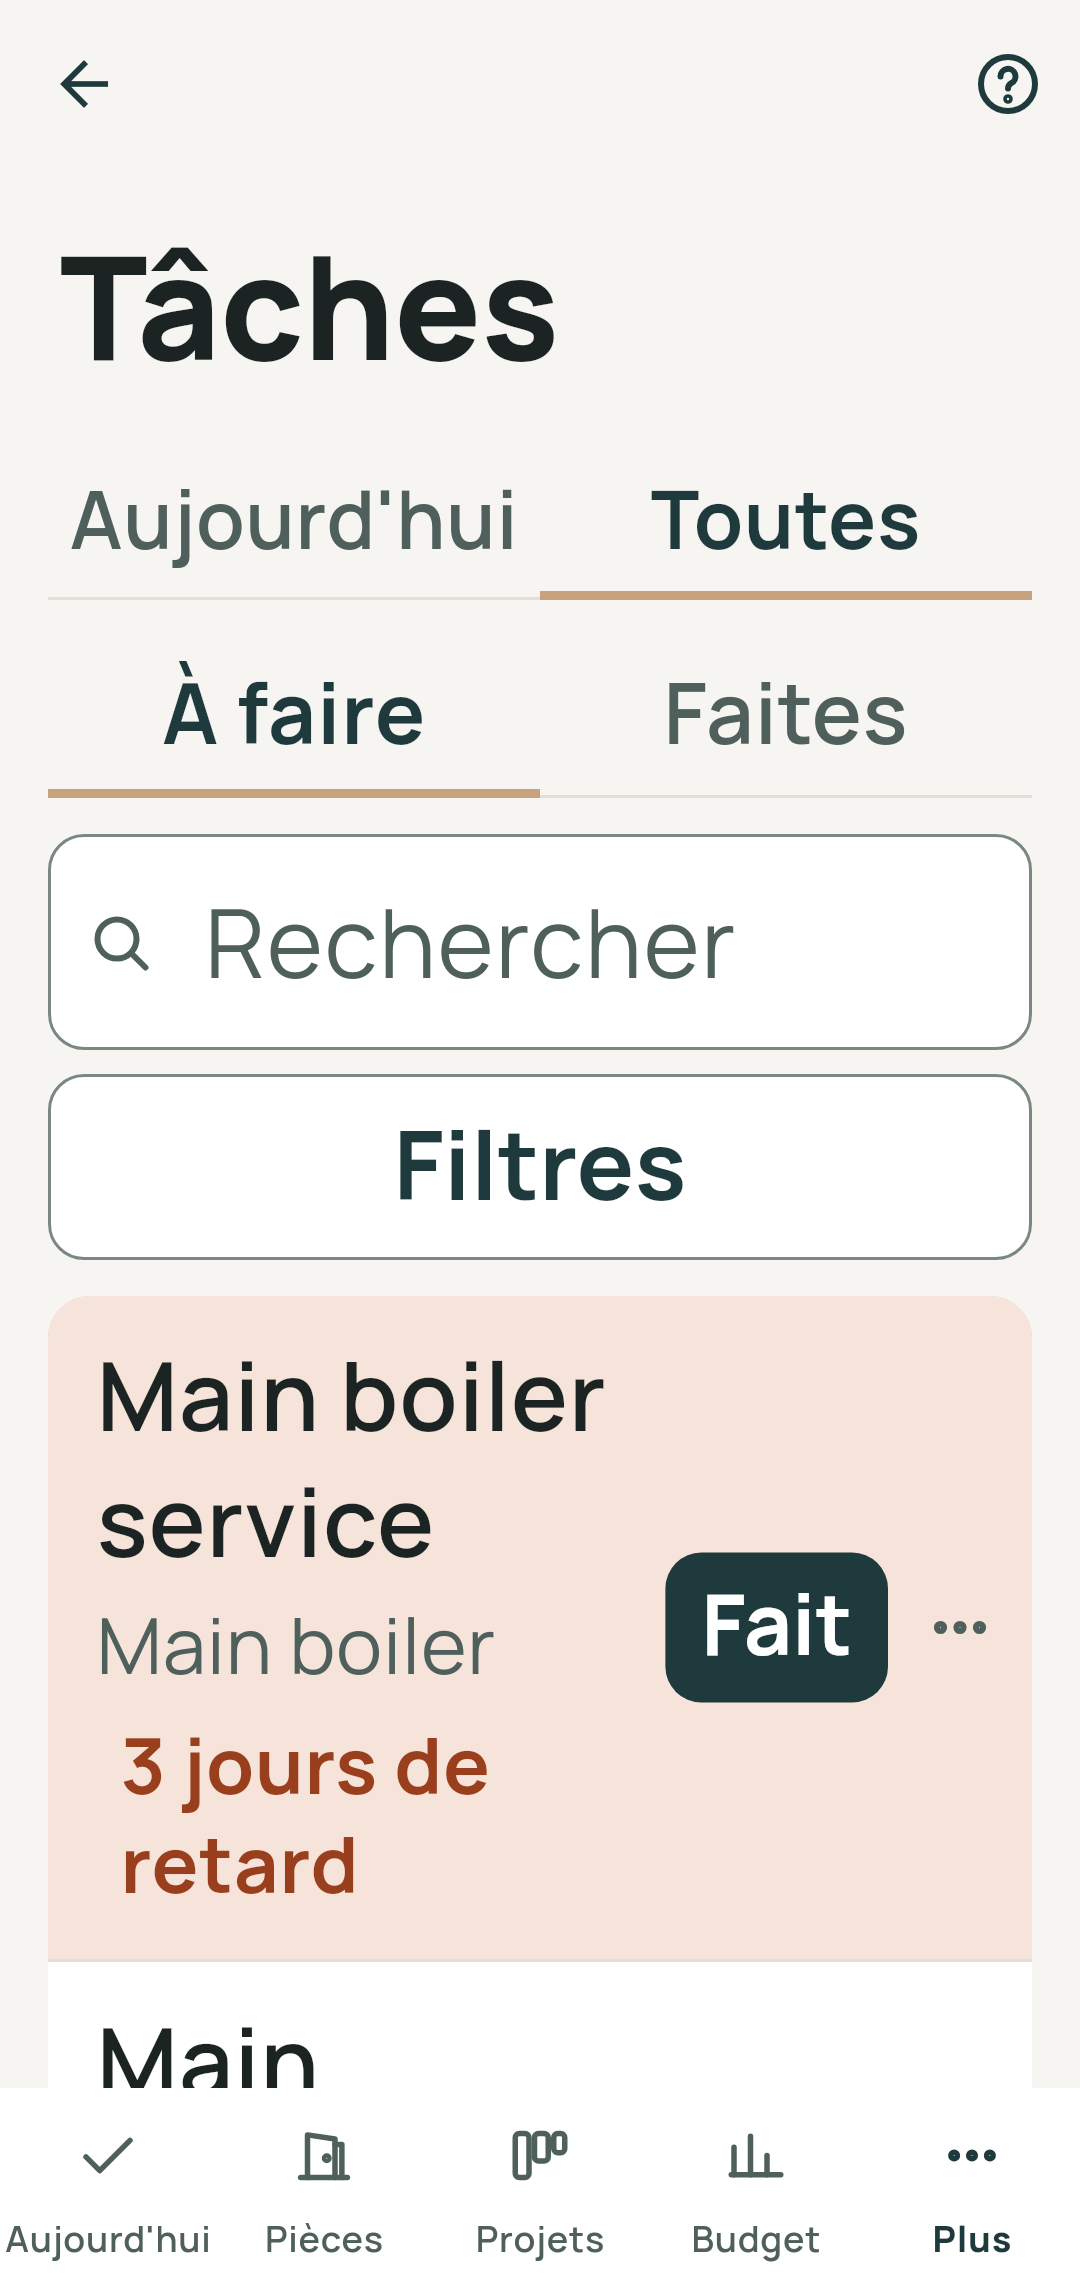 Tâches
Aujourd'hui
Toutes
À faire
Faites
Rechercher
Filtres
Main boiler
service
Main boiler
3 jours de
retard
Fait
Main
Aujourd'hui
Pièces
Projets
Budget
Plus